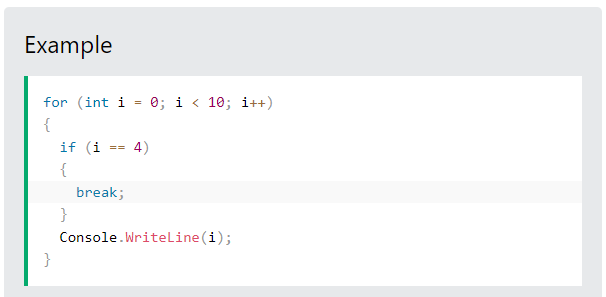 Example
for (int i = 0; i < 10; i++)
{
  if (i == 4)
  {
    break;
  }
  Console.WriteLine(i);
}